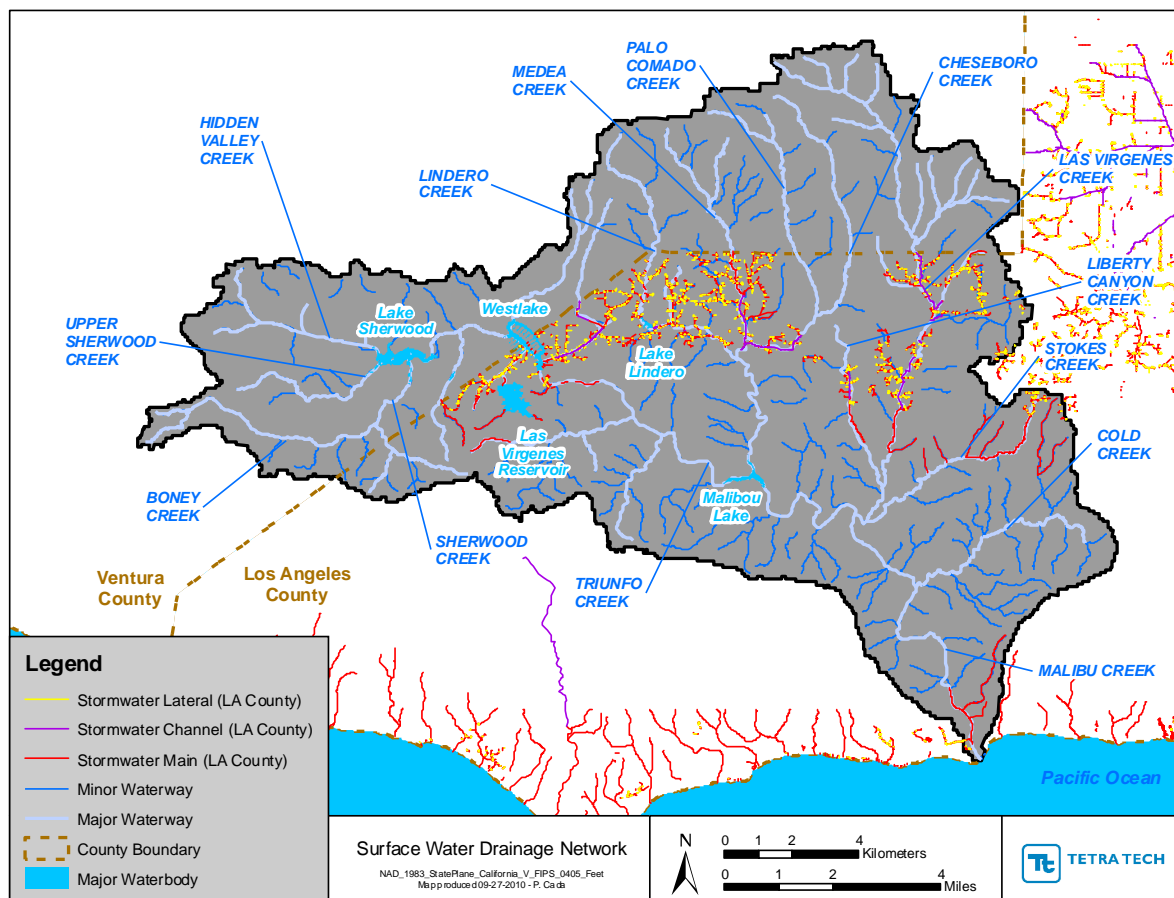 PALO
COMADO
CREEK
MEDEA
CREEK
CHESEBORO
CREEK
HIDDEN
VALLEY
CREEK
LINDERO
CREEK
LAS VIRGENES
CREEK
LIBERTY
CANYON
CREEK
UPPER
SHERWOOD
CREEK
Lake
Sherwood
Westlake
Lake
Lindero
STOKES
CREEK
Las
Virgenes
Reservoir
COLD
CREEK
BONEY
CREEK
Malibou
Lake
SHERWOOD
CREEK
TRIUNFO
CREEK
Ventura
County
Los Angeles
County
MALIBU CREEK
Pacific Ocean
Legend
Stormwater Lateral (LA County)
Stormwater Channel (LA County)
Stormwater Main (LA County)
Minor Waterway
Major Waterway
County Boundary
Major Waterbody
Surface Water Drainage Network
NAD_1983_StatePlane_California_V_FIPS_0405_Feet
Map produced 09-27-2010 - P. Cada
N
0 1 2 4
Kilometers
0 1 2 4
Miles
Tt TETRA TECH